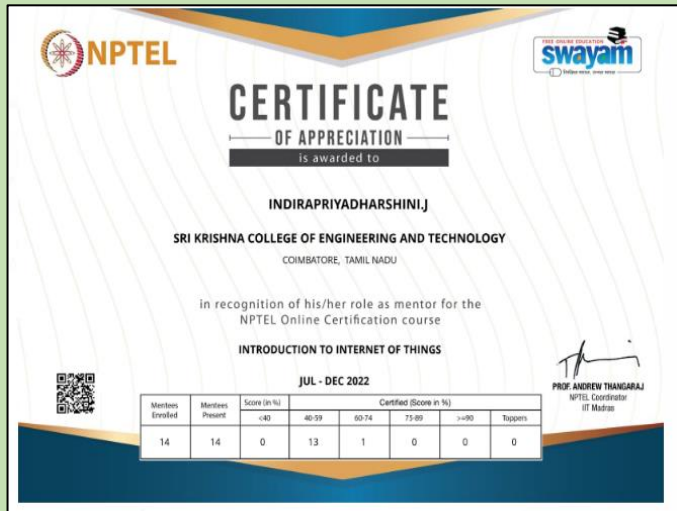 NPTEL
FREE ONLINE EDUCATION
swayam
CERTIFICATE
OF APPRECIATION
is awarded to
INDIRAPRIYADHARSHINI.J
SRI KRISHNA COLLEGE OF ENGINEERING AND TECHNOLOGY
COIMBATORE, TAMIL NADU
in recognition of his/her role as mentor for the
NPTEL Online Certification course
INTRODUCTION TO INTERNET OF THINGS
JUL - DEC 2022
PROF. ANDREW THANGARAJ
NPTEL Coordinator
IIT Madras
Mentees Enrolled Mentees Present Score (in %) Certified (Score in %)
<40 40-59 60-74 75-89 >=90 Toppers
14 14 0 13 1 0 0 0